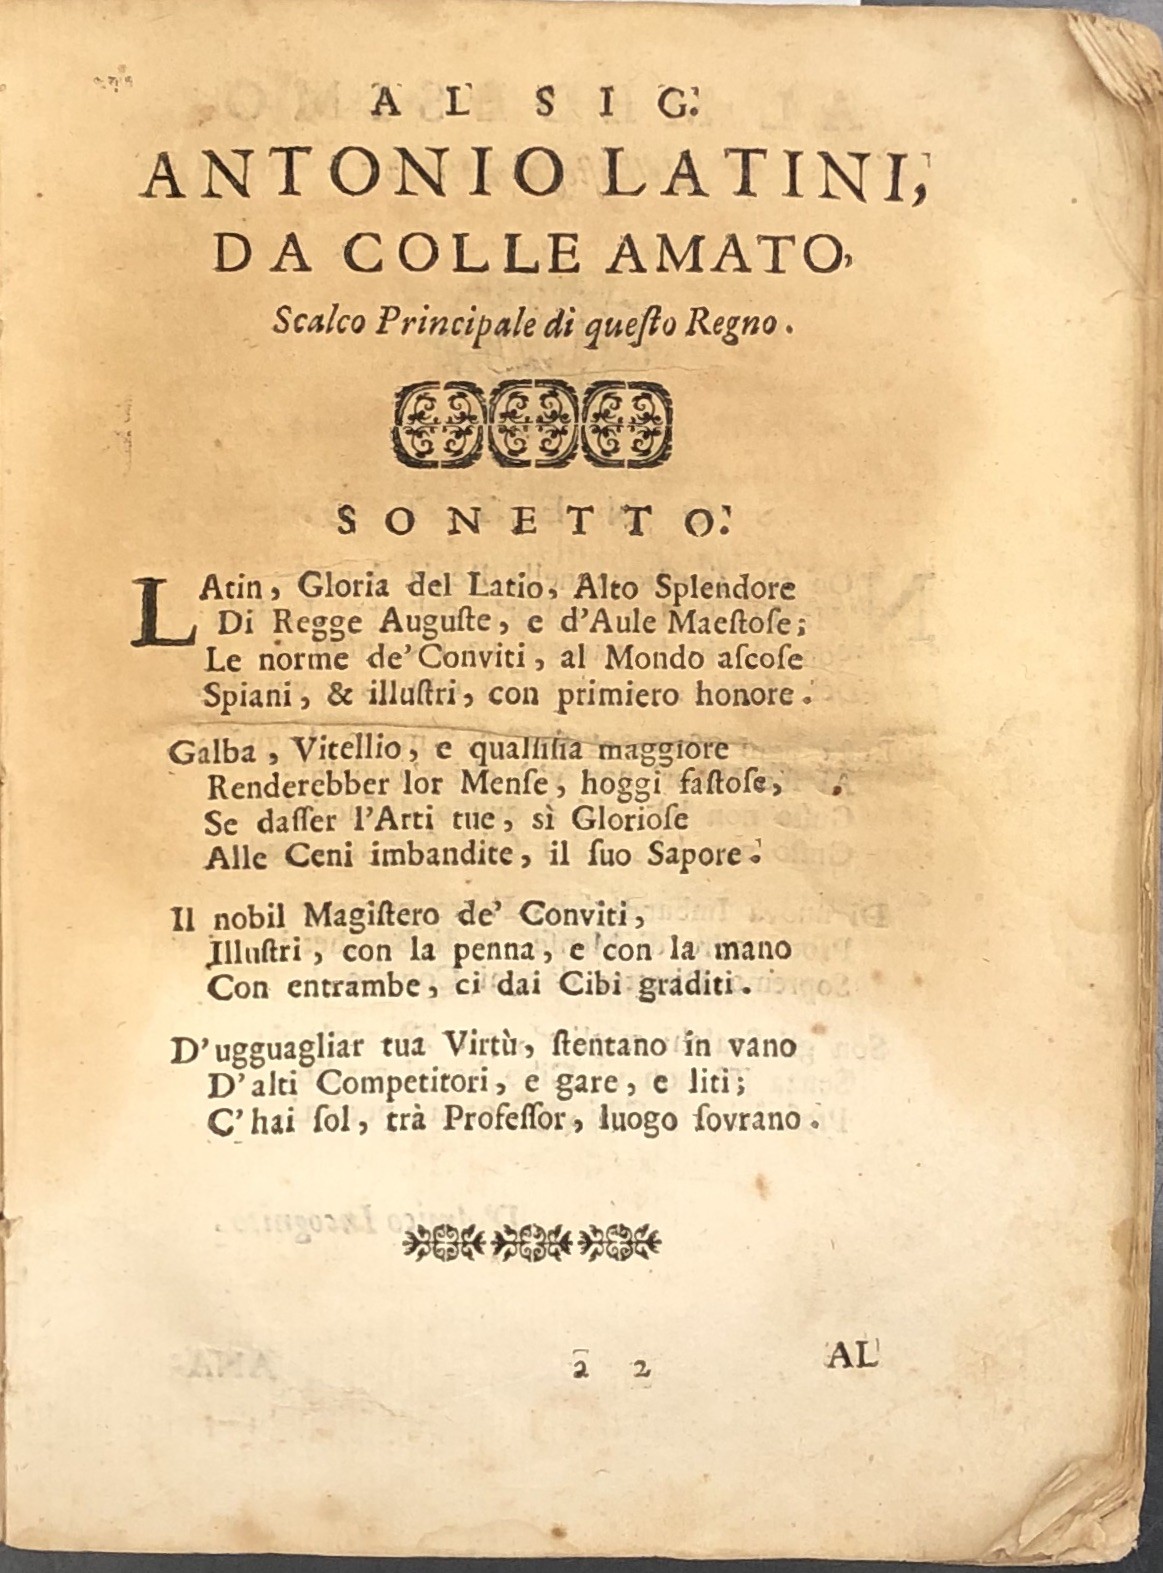 AL SIG.
ANTONIO LATINI,
DA COLLE AMATO,
Scalco Principale di queſto Regno.
SONETTO.
LAtin, Gloria del Latio, Alto Splendore
Di Regge Auguſte, e d'Aule Maeſtoſe;
Le norme de' Conviti, al Mondo aſcoſe
Spiani, & illuſtri, con primiero honore.
Galba, Vitellio, e qualſiſia maggiore
Renderebber lor Menſe, hoggi faſtoſe,
Se daſſer l'Arti tue, sì Glorioſe
Alle Ceni imbandite, il ſuo Sapore.
Il nobil Magiſtero de' Conviti,
Illuſtri, con la penna, e con la mano
Con entrambe, ci dai Cibi graditi.
D'ugguagliar tua Virtù, ſtentano in vano
D'alti Competitori, e gare, e liti;
C'hai ſol, trà Profeſſor, luogo ſovrano.
2 2
AL